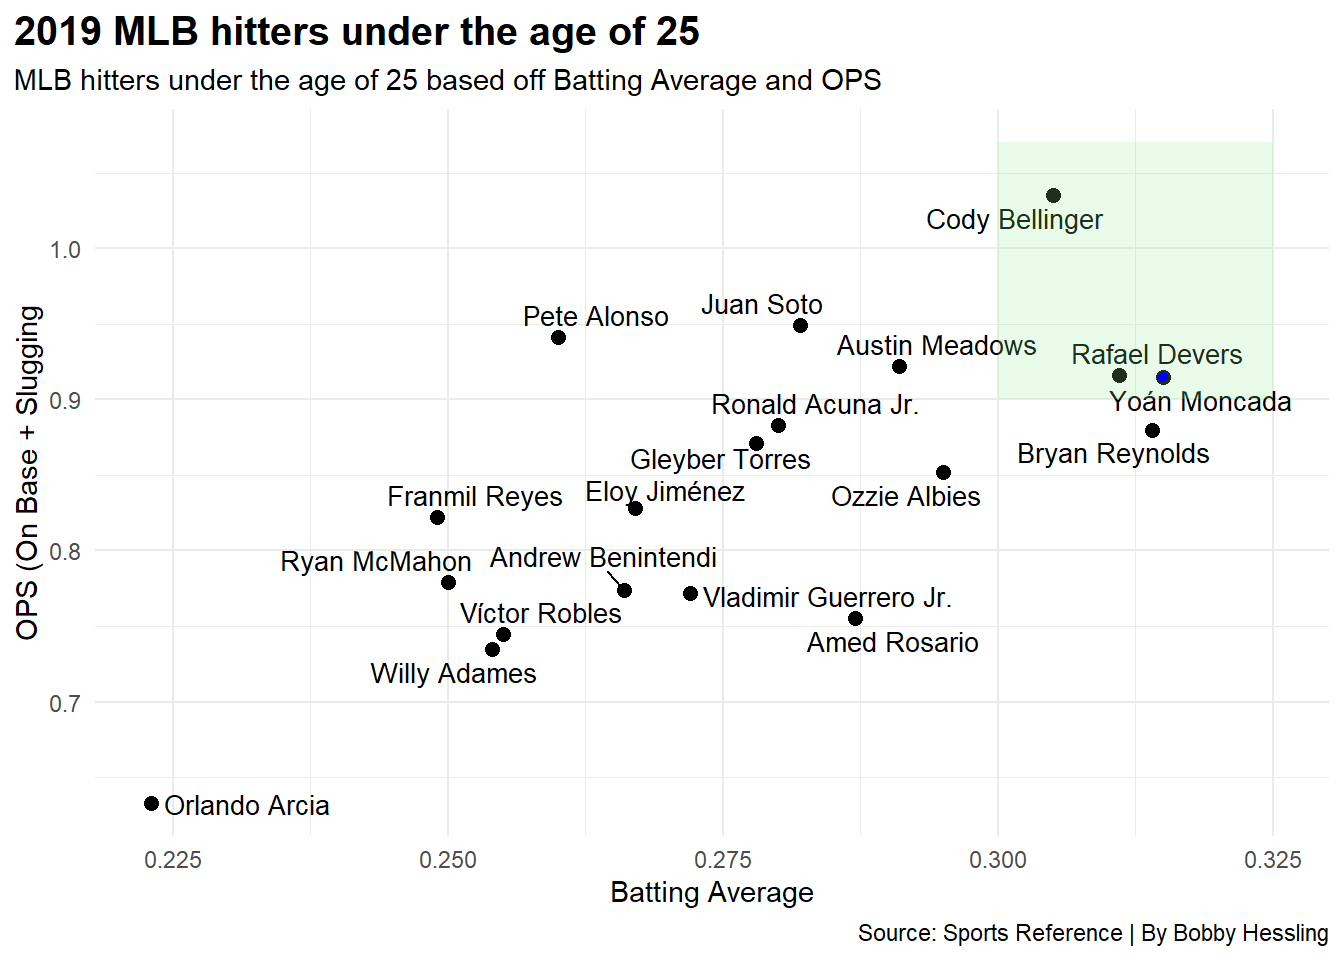 2019 MLB hitters under the age of 25
MLB hitters under the age of 25 based off Batting Average and OPS
OPS (On Base + Slugging
1.0
0.9
0.8
0.7
Cody Bellinger
Juan Soto
Pete Alonso
Austin Meadows
Rafael Devers
Yoán Moncada
Ronald Acuna Jr.
Bryan Reynolds
Gleyber Torres
Eloy Jiménez
Franmil Reyes
Ozzie Albies
Andrew Benintendi
Ryan McMahon
Vladimir Guerrero Jr.
Víctor Robles
Amed Rosario
Willy Adames
Orlando Arcia
0.225
0.250
0.275
0.300
0.325
Batting Average
Source: Sports Reference | By Bobby Hessling